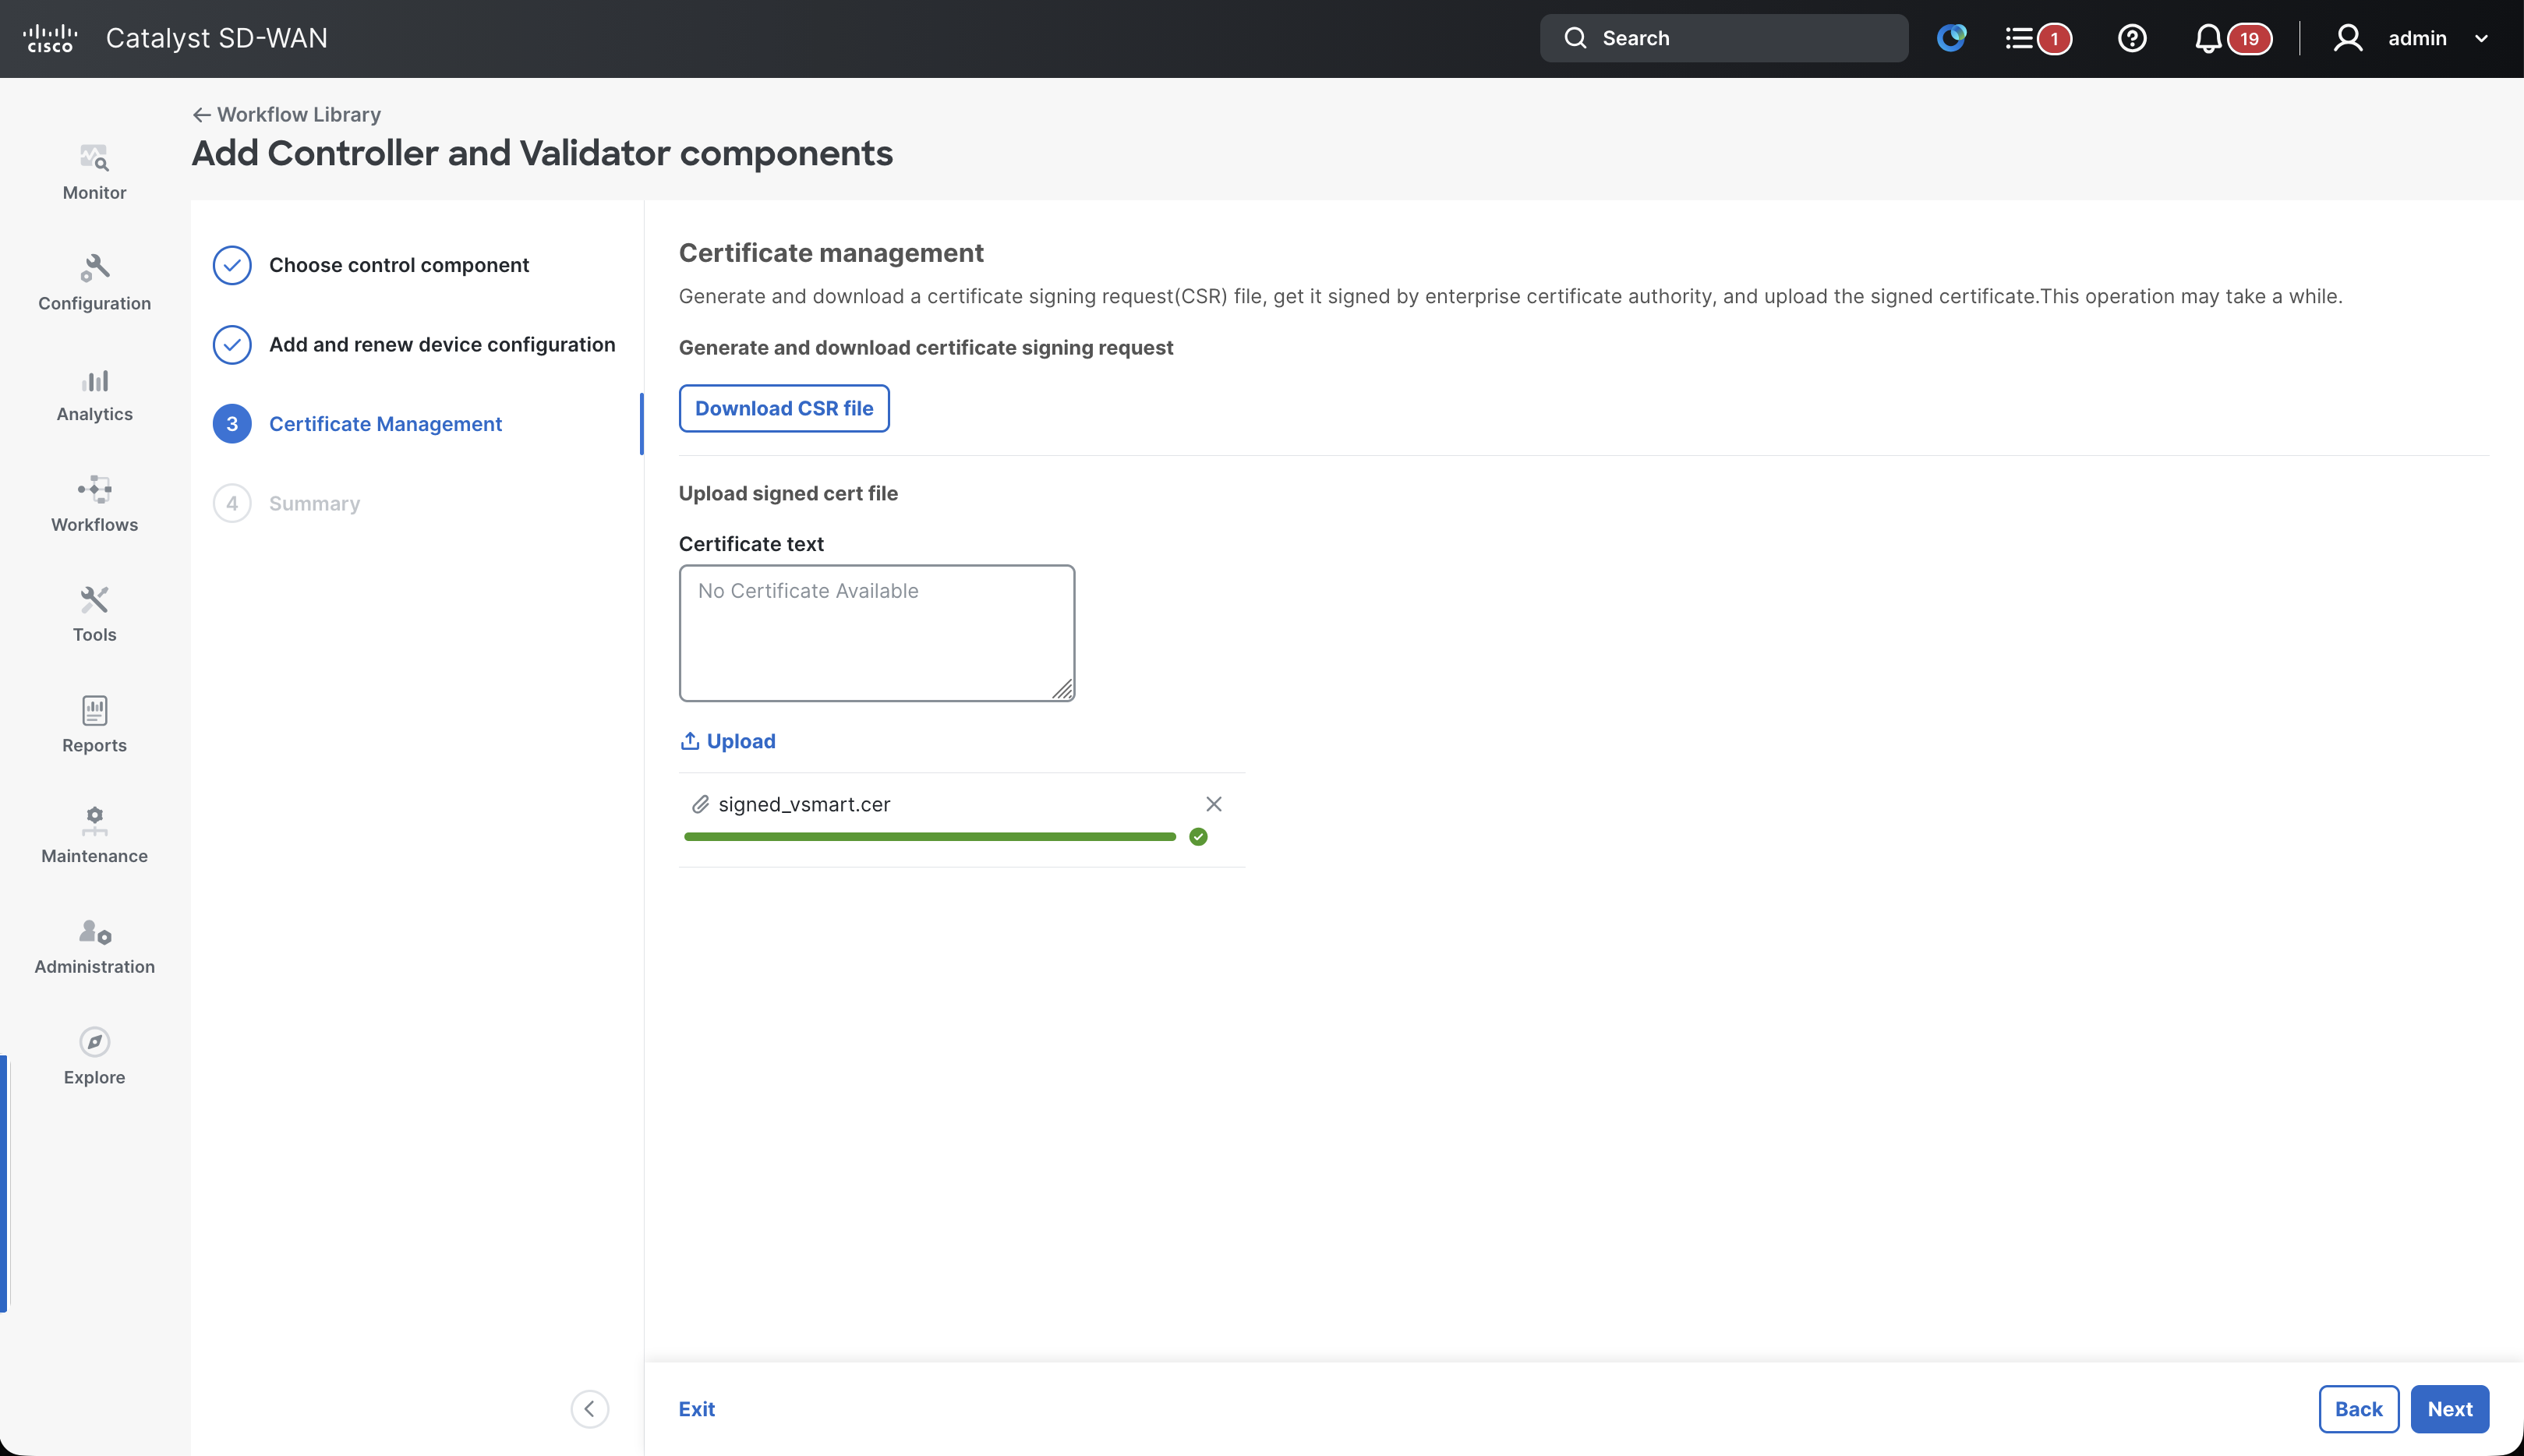 CISCO
Catalyst SD-WAN
Search
1
19
admin
Workflow Library
Add Controller and Validator components
Monitor
Configuration
Analytics
Workflows
Tools
Reports
Maintenance
Administration
Explore
Choose control component
Add and renew device configuration
3 Certificate Management
4 Summary
Certificate management
Generate and download a certificate signing request(CSR) file, get it signed by enterprise certificate authority, and upload the signed certificate.This operation may take a while.
Generate and download certificate signing request
Download CSR file
Upload signed cert file
Certificate text
No Certificate Available
Upload
signed_vsmart.cer
Exit
Back
Next